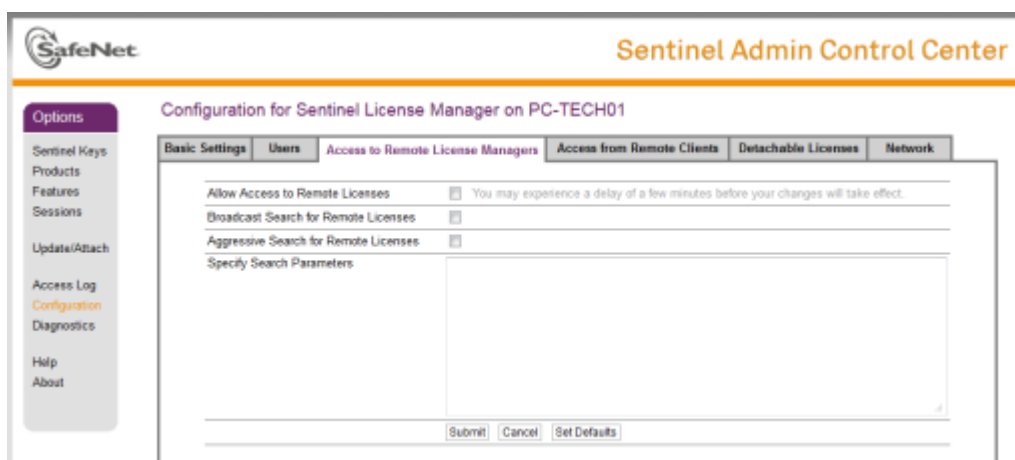 SafeNet
Sentinel Admin Control Center
Options
Configuration for Sentinel License Manager on PC-TECH01
Sentinel Keys
Products
Features
Sessions
Update/Attach
Access Log
Configuration
Diagnostics
Help
About
Basic Settings Users Access to Remote License Managers Access from Remote Clients Detachable Licenses Network
Allow Access to Remote Licenses You may experience a delay of a few minutes before your changes will take effect.
Broadcast Search for Remote Licenses
Aggressive Search for Remote Licenses
Specify Search Parameters
Submit Cancel Set Defaults